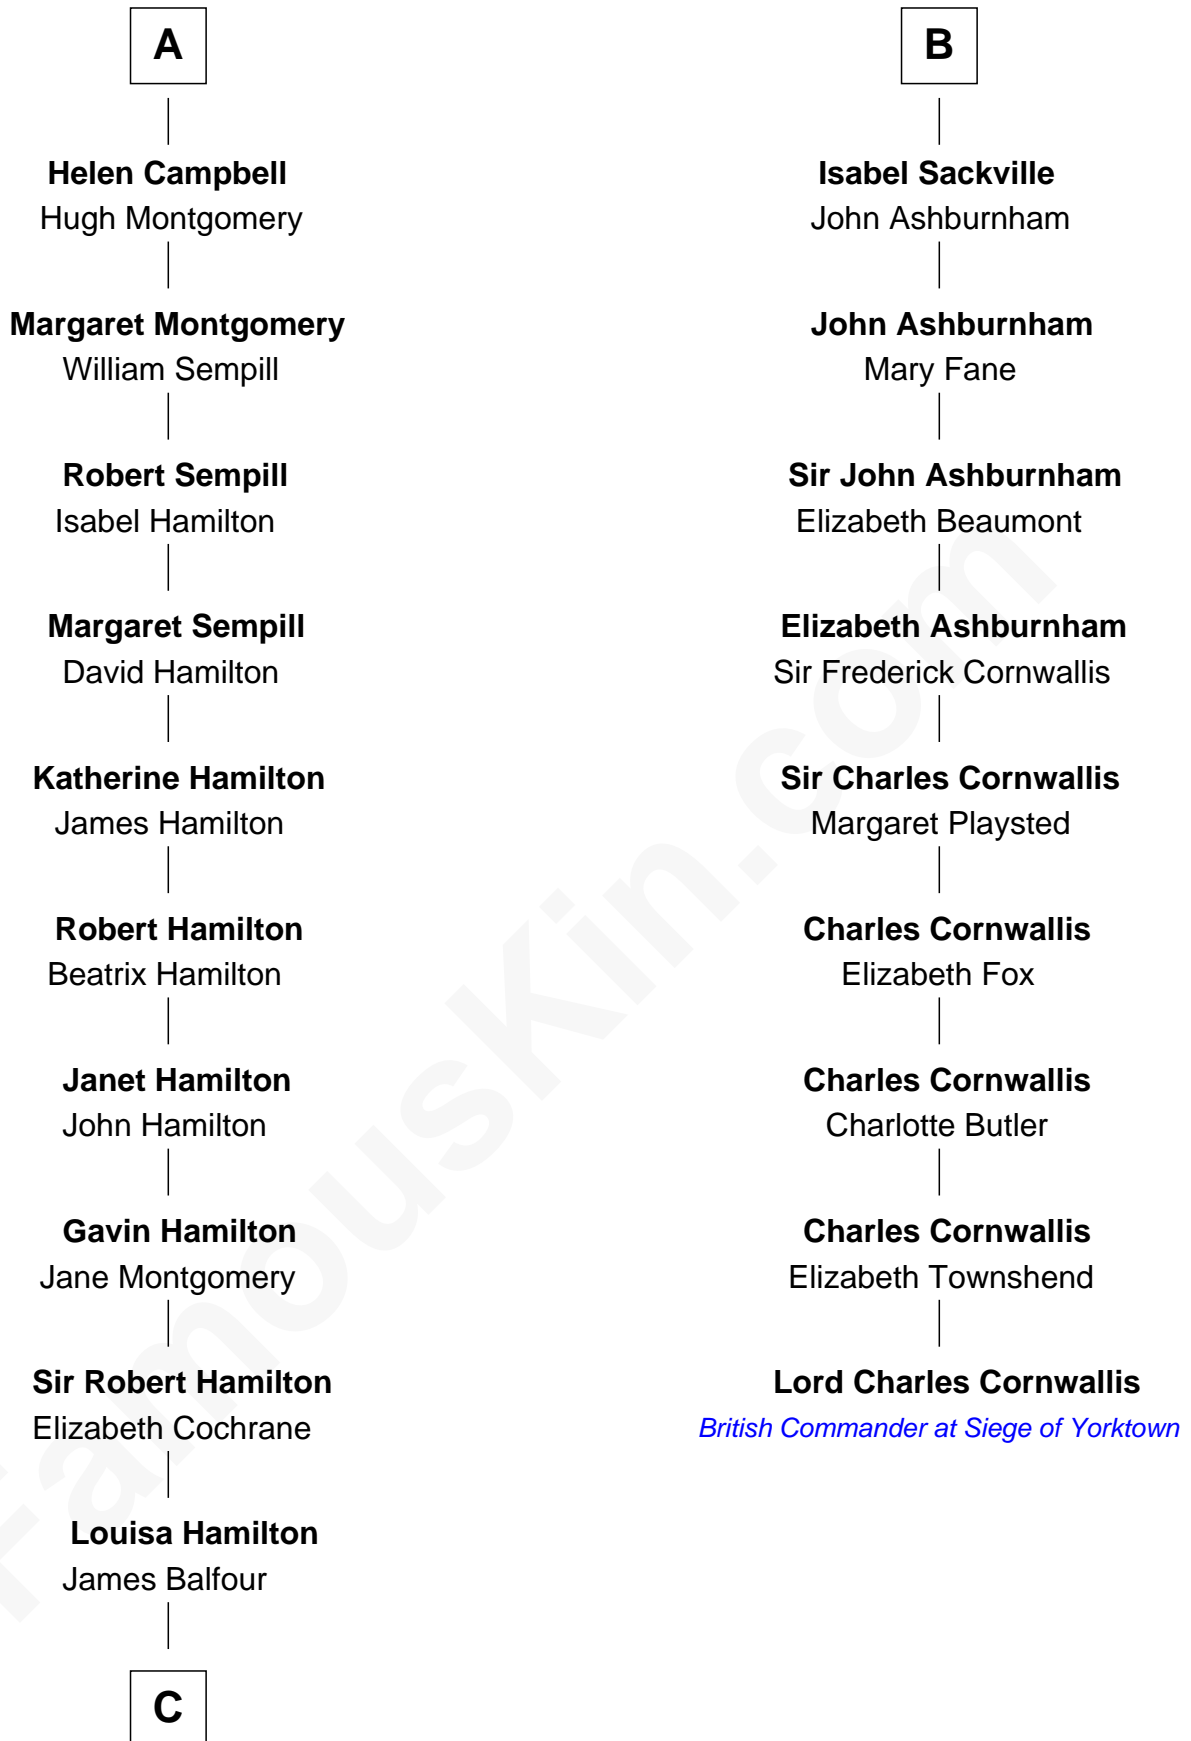 A
Helen Campbell
Hugh Montgomery
Margaret Montgomery
William Sempill
Robert Sempill
Isabel Hamilton
Margaret Sempill
David Hamilton
Katherine Hamilton
James Hamilton
Robert Hamilton
Beatrix Hamilton
Janet Hamilton
John Hamilton
Gavin Hamilton
Jane Montgomery
Sir Robert Hamilton
Elizabeth Cochrane
Louisa Hamilton
James Balfour
C
B
Isabel Sackville
John Ashburnham
John Ashburnham
Mary Fane
Sir John Ashburnham
Elizabeth Beaumont
Elizabeth Ashburnham
Sir Frederick Cornwallis
Sir Charles Cornwallis
Margaret Playsted
Charles Cornwallis
Elizabeth Fox
Charles Cornwallis
Charlotte Butler
Charles Cornwallis
Elizabeth Townshend
Lord Charles Cornwallis
British Commander at Siege of Yorktown
FamousKin.com